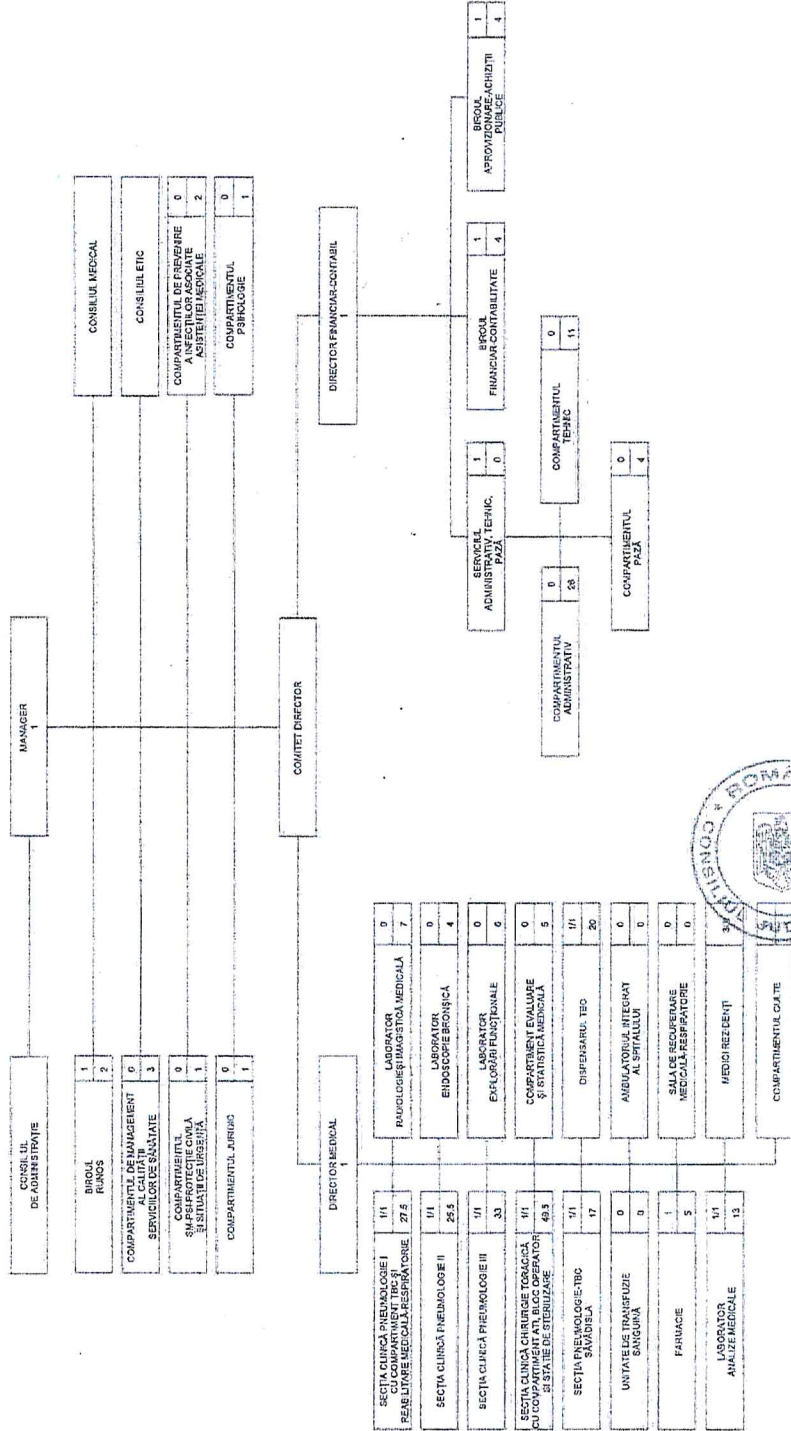 MANAGER
1
CONSILIUL
DE ADMINISTRAȚIE
BIROUL
RUNOS
1
2
CONSILIUL MEDICAL
COMPARTIMENTUL DE MANAGEMENT
AL CALITĂȚII
SERVICIILOR DE SĂNĂTATE
0
3
CONSILIUL ETIC
COMPARTIMENTUL
SM-PSI-PROTECȚIE CIVILĂ
ȘI SITUAȚII DE URGENȚĂ
0
1
COMPARTIMENTUL DE PREVENIRE
A INFECȚIILOR ASOCIATE
ASISTENȚEI MEDICALE
0
2
COMPARTIMENTUL JURIDIC
0
1
COMPARTIMENTUL
PSIHOLOGIE
0
1
COMITET DIRECTOR
DIRECTOR MEDICAL
1
DIRECTOR FINANCIAR-CONTABIL
1
SECȚIA CLINICĂ PNEUMOLOGIE I
CU COMPARTIMENT TBC ȘI
REABILITARE MEDICALĂ-RESPIRATORIE
1/1
27.5
LABORATOR
RADIOLOGIE ȘI IMAGISTICĂ MEDICALĂ
0
7
SECȚIA CLINICĂ PNEUMOLOGIE II
1/1
25.5
LABORATOR
ENDOSCOPIE BRONȘICĂ
0
4
SECȚIA CLINICĂ PNEUMOLOGIE III
1/1
33
LABORATOR
EXPLORĂRI FUNCȚIONALE
0
6
SECȚIA CLINICĂ CHIRURGIE TORACICĂ
CU COMPARTIMENT ATI, BLOC OPERATOR
ȘI STAȚIE DE STERILIZARE
1/1
49.5
COMPARTIMENT EVALUARE
ȘI STATISTICĂ MEDICALĂ
0
5
SECȚIA PNEUMOLOGIE-TBC
SĂVĂDISLA
1/1
17
DISPENSARUL TBC
1/1
20
UNITATE DE TRANSFUZIE
SANGUINĂ
0
0
AMBULATORIUL INTEGRAT
AL SPITALULUI
0
0
FARMACIE
1
5
SALA DE RECUPERARE
MEDICALĂ-RESPIRATORIE
0
0
LABORATOR
ANALIZE MEDICALE
1/1
13
MEDICI REZIDENȚI
COMPARTIMENTUL CULTE
SERVICIUL
ADMINISTRATIV, TEHNIC,
PAZĂ
1
0
BIROUL
FINANCIAR-CONTABILITATE
1
4
BIROUL
APROVIZIONARE-ACHIZIȚII
PUBLICE
1
4
COMPARTIMENTUL
ADMINISTRATIV
0
26
COMPARTIMENTUL
TEHNIC
0
11
COMPARTIMENTUL
PAZĂ
0
4